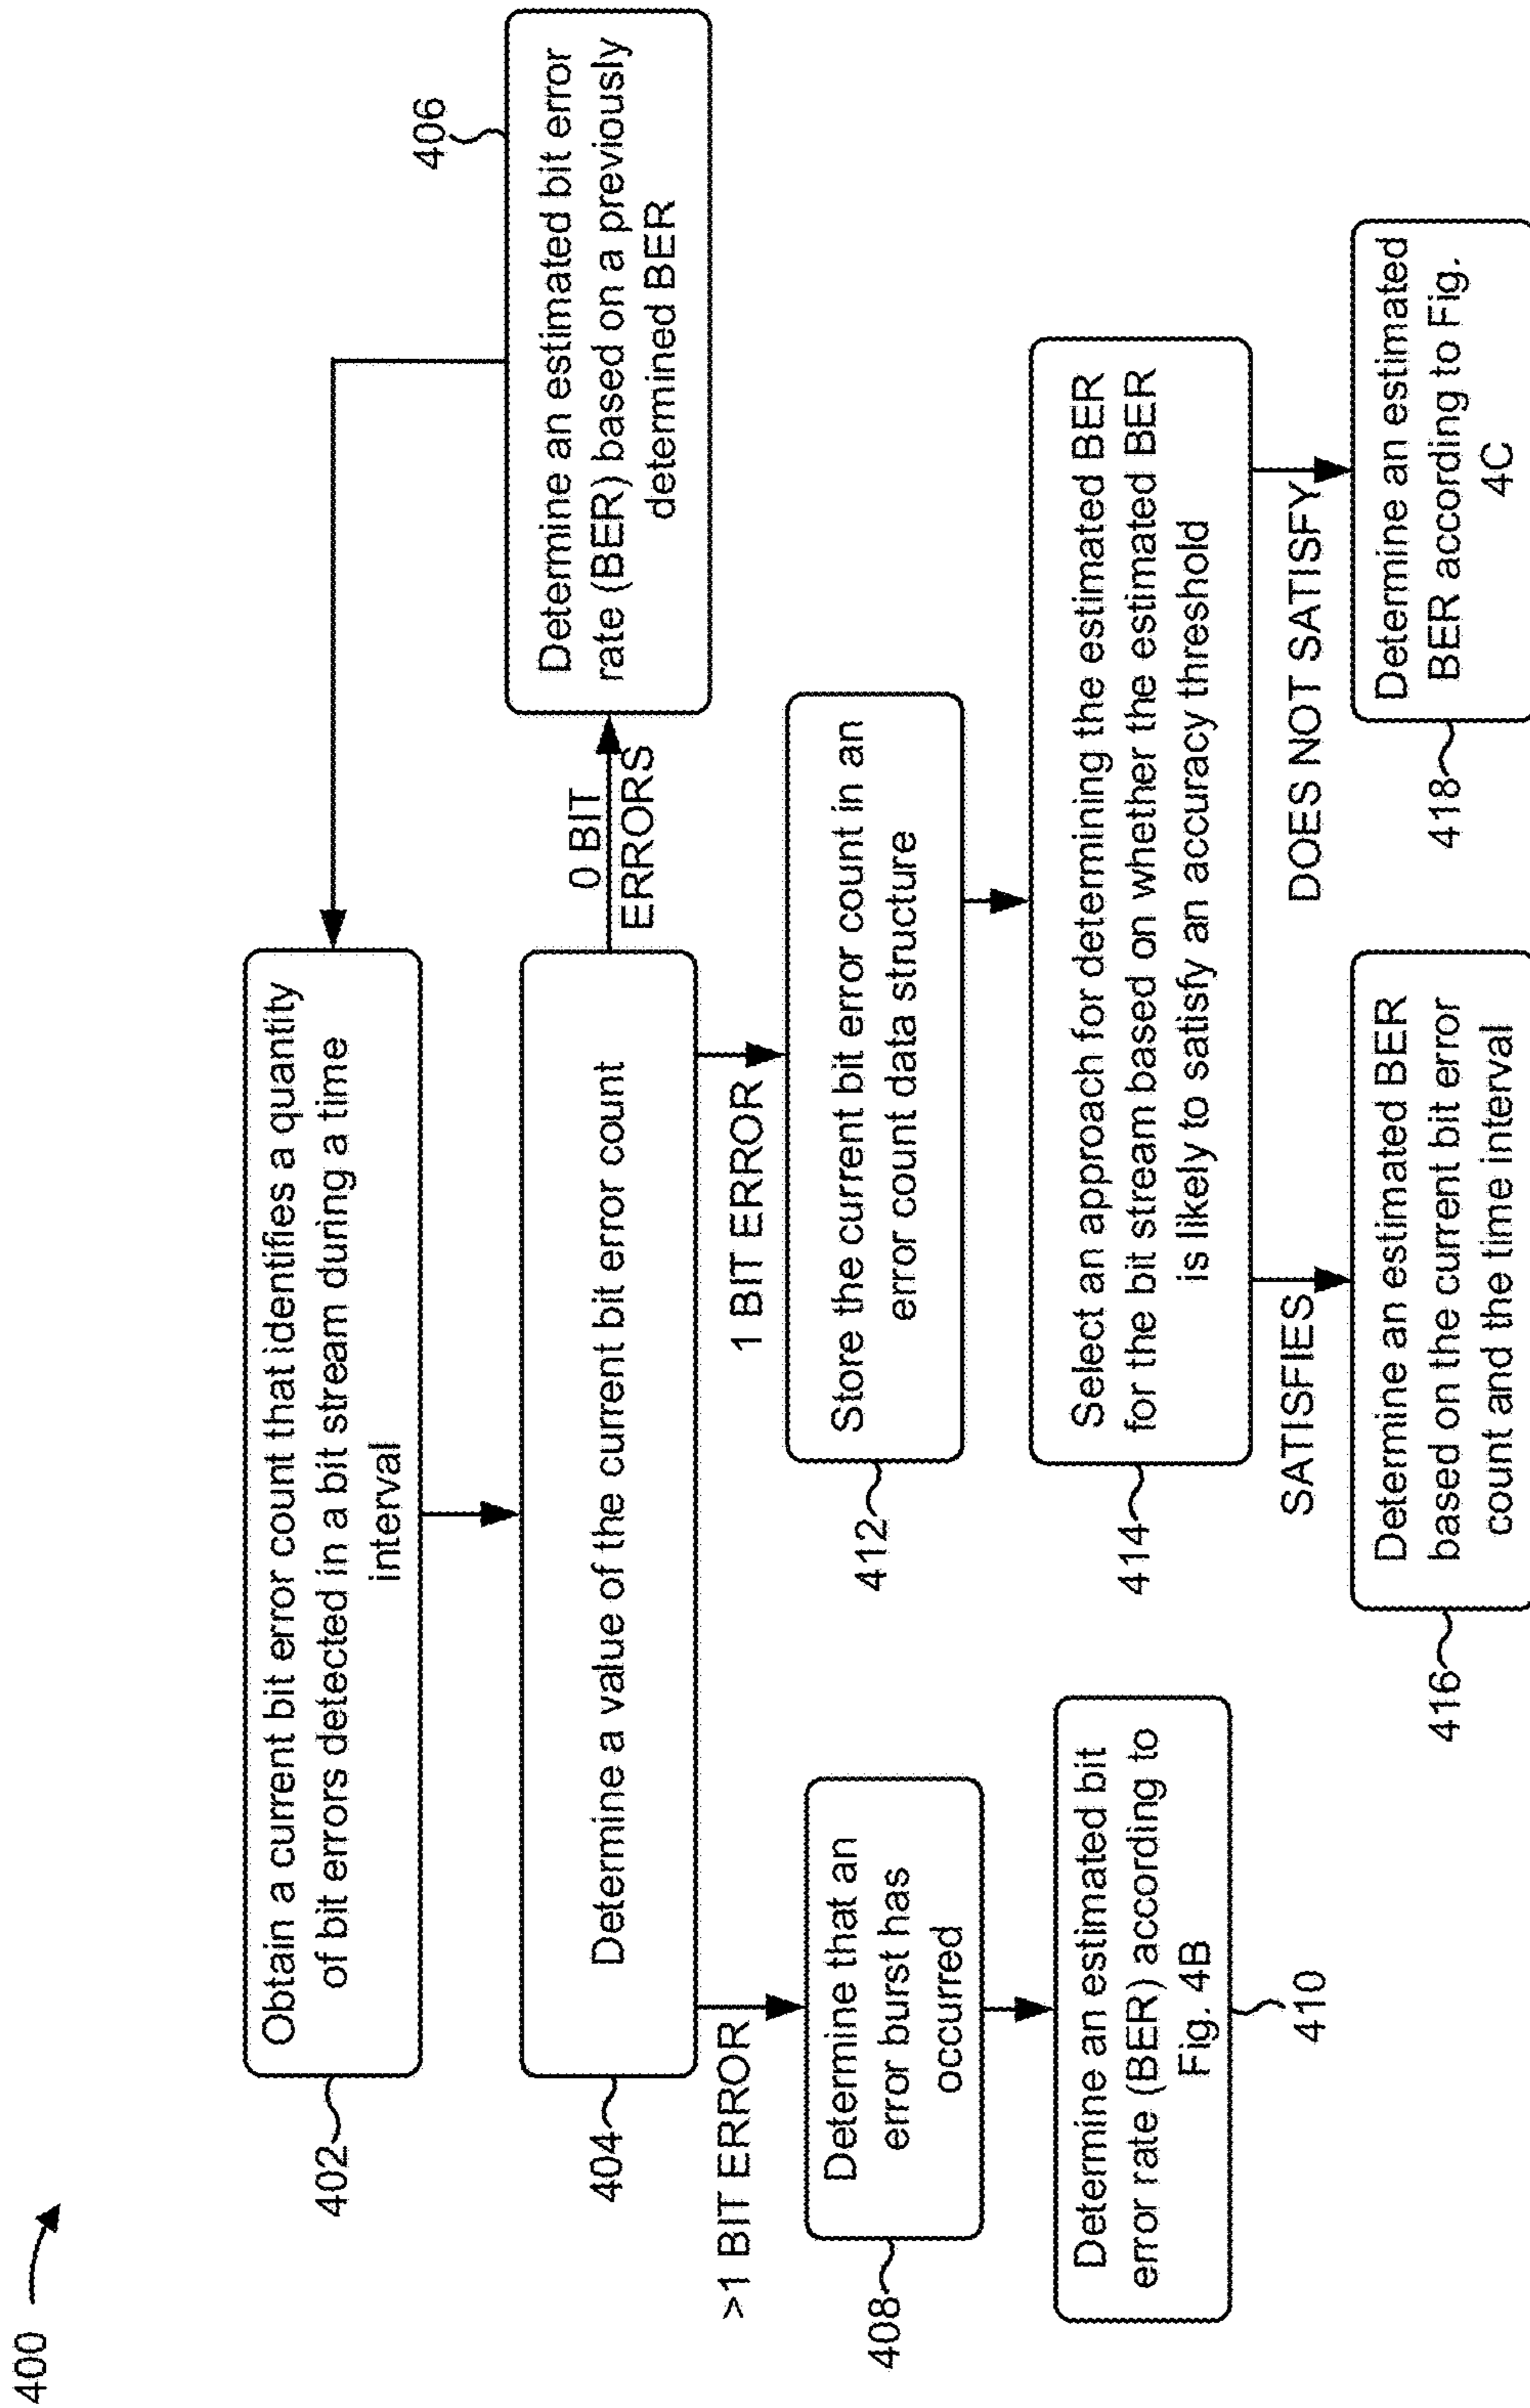 400
402
Obtain a current bit error count that identifies a quantity
of bit errors detected in a bit stream during a time
interval
404
Determine a value of the current bit error count
0 BIT
ERRORS
406
Determine an estimated bit error
rate (BER) based on a previously
determined BER
>1 BIT ERROR
408
Determine that an
error burst has
occurred
Determine an estimated bit
error rate (BER) according to
Fig. 4B
410
1 BIT ERROR
412
Store the current bit error count in an
error count data structure
414
Select an approach for determining the estimated BER
for the bit stream based on whether the estimated BER
is likely to satisfy an accuracy threshold
SATISFIES
416
Determine an estimated BER
based on the current bit error
count and the time interval
DOES NOT SATISFY
418
Determine an estimated
BER according to Fig.
4C